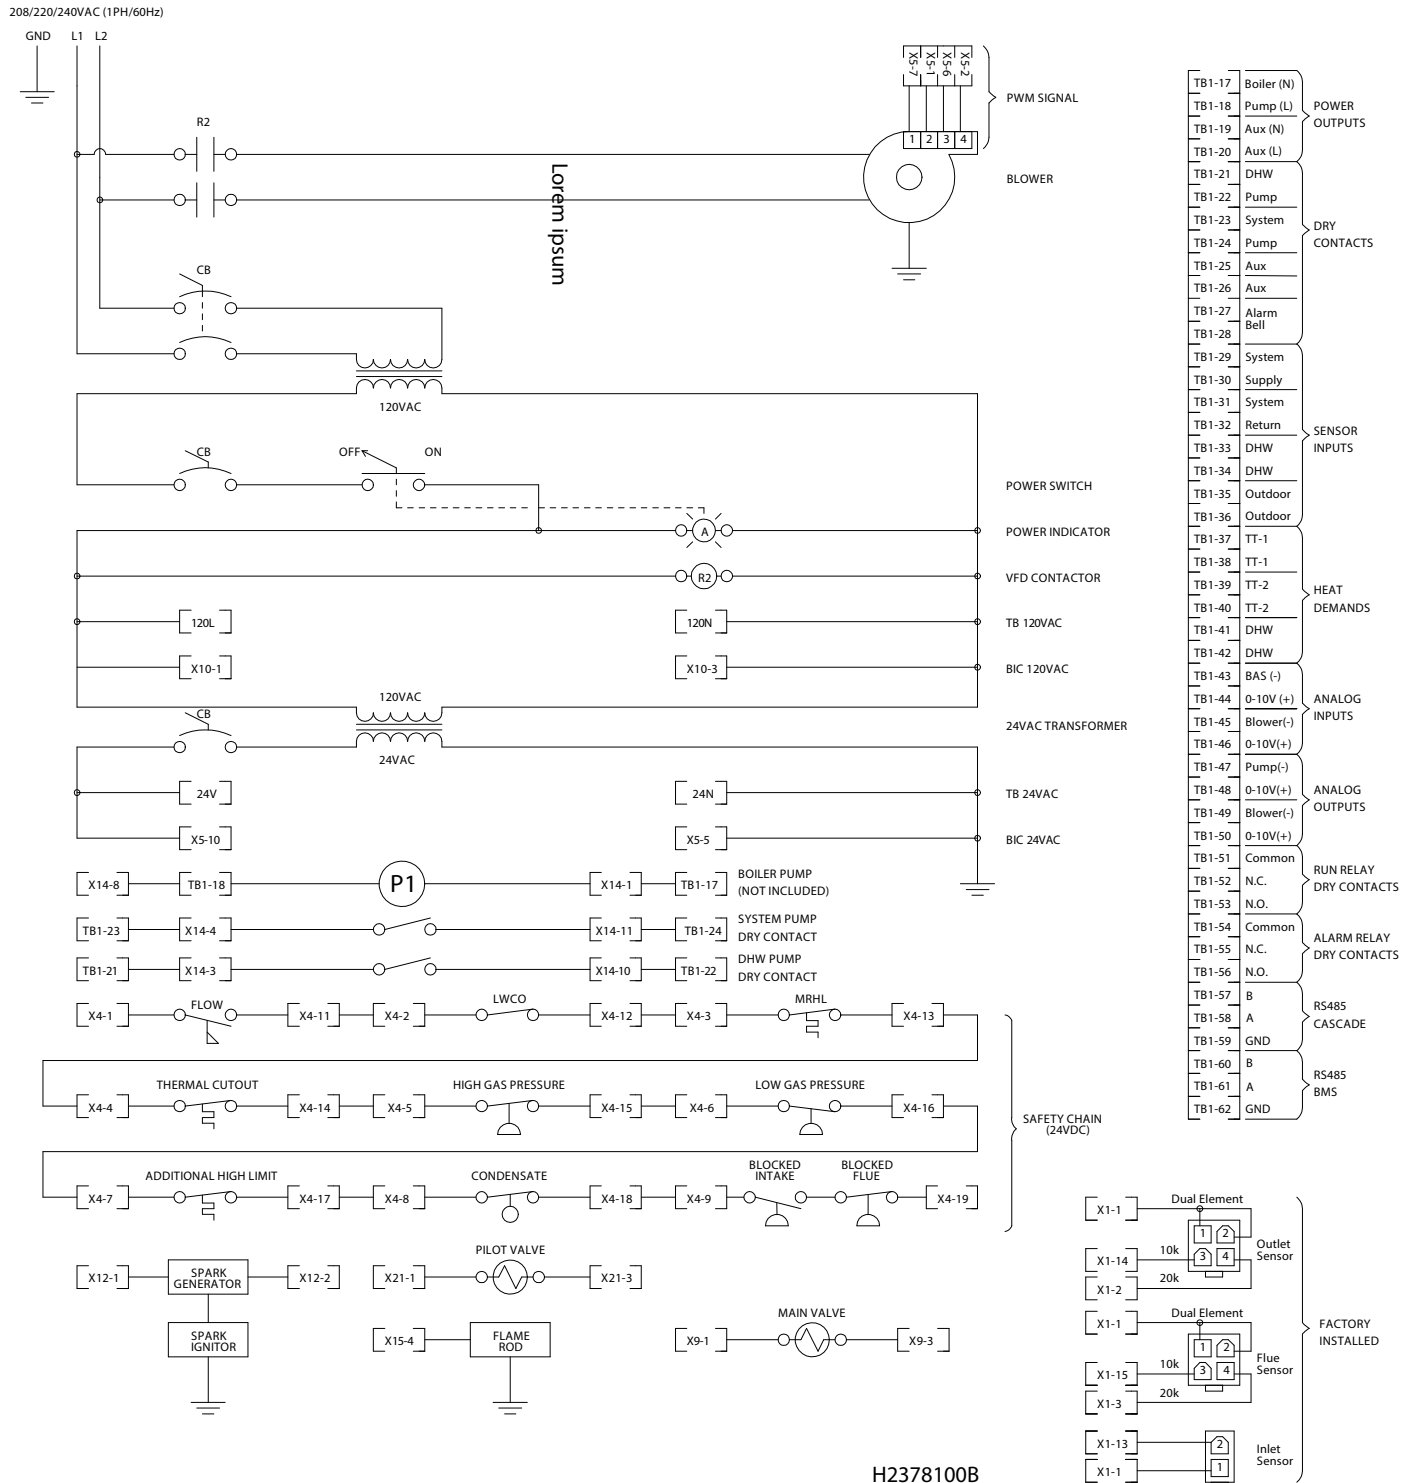 208/220/240VAC (1PH/60Hz)
GND L1 L2
R2
X5-7 X5-1 X5-6 X5-2
PWM SIGNAL
1 2 3 4
BLOWER
Lorem ipsum
CB
120VAC
CB
OFF ON
POWER SWITCH
A
POWER INDICATOR
R2
VFD CONTACTOR
120L 120N TB 120VAC
X10-1 X10-3 BIC 120VAC
120VAC
CB
24VAC TRANSFORMER
24VAC
24V 24N TB 24VAC
X5-10 X5-5 BIC 24VAC
X14-8 TB1-18 P1 X14-1 TB1-17
BOILER PUMP
(NOT INCLUDED)
TB1-23 X14-4 X14-11 TB1-24
SYSTEM PUMP
DRY CONTACT
TB1-21 X14-3 X14-10 TB1-22
DHW PUMP
DRY CONTACT
FLOW LWCO MRHL
X4-1 X4-11 X4-2 X4-12 X4-3 X4-13
THERMAL CUTOUT HIGH GAS PRESSURE LOW GAS PRESSURE
X4-4 X4-14 X4-5 X4-15 X4-6 X4-16
SAFETY CHAIN
(24VDC)
ADDITIONAL HIGH LIMIT CONDENSATE
BLOCKED
INTAKE
BLOCKED
FLUE
X4-7 X4-17 X4-8 X4-18 X4-9 X4-19
PILOT VALVE
X12-1
SPARK
GENERATOR
X12-2 X21-1 X21-3
SPARK
IGNITOR
X15-4
FLAME
ROD
MAIN VALVE
X9-1 X9-3
H2378100B
TB1-17 Boiler (N)
TB1-18 Pump (L)
TB1-19 Aux (N)
TB1-20 Aux (L)
POWER
OUTPUTS
TB1-21 DHW
TB1-22 Pump
TB1-23 System
TB1-24 Pump
TB1-25 Aux
TB1-26 Aux
TB1-27 Alarm
TB1-28 Bell
DRY
CONTACTS
TB1-29 System
TB1-30 Supply
TB1-31 System
TB1-32 Return
TB1-33 DHW
TB1-34 DHW
TB1-35 Outdoor
TB1-36 Outdoor
SENSOR
INPUTS
TB1-37 TT-1
TB1-38 TT-1
TB1-39 TT-2
TB1-40 TT-2
TB1-41 DHW
TB1-42 DHW
HEAT
DEMANDS
TB1-43 BAS (-)
TB1-44 0-10V (+)
TB1-45 Blower(-)
TB1-46 0-10V(+)
ANALOG
INPUTS
TB1-47 Pump(-)
TB1-48 0-10V(+)
TB1-49 Blower(-)
TB1-50 0-10V(+)
ANALOG
OUTPUTS
TB1-51 Common
TB1-52 N.C.
TB1-53 N.O.
RUN RELAY
DRY CONTACTS
TB1-54 Common
TB1-55 N.C.
TB1-56 N.O.
ALARM RELAY
DRY CONTACTS
TB1-57 B
TB1-58 A
TB1-59 GND
RS485
CASCADE
TB1-60 B
TB1-61 A
TB1-62 GND
RS485
BMS
X1-1 Dual Element
1 2
X1-14 10k 3 4
X1-2 20k
Outlet
Sensor
X1-1 Dual Element
1 2
X1-15 10k 3 4
X1-3 20k
Flue
Sensor
X1-13 2
X1-1 1
Inlet
Sensor
FACTORY
INSTALLED